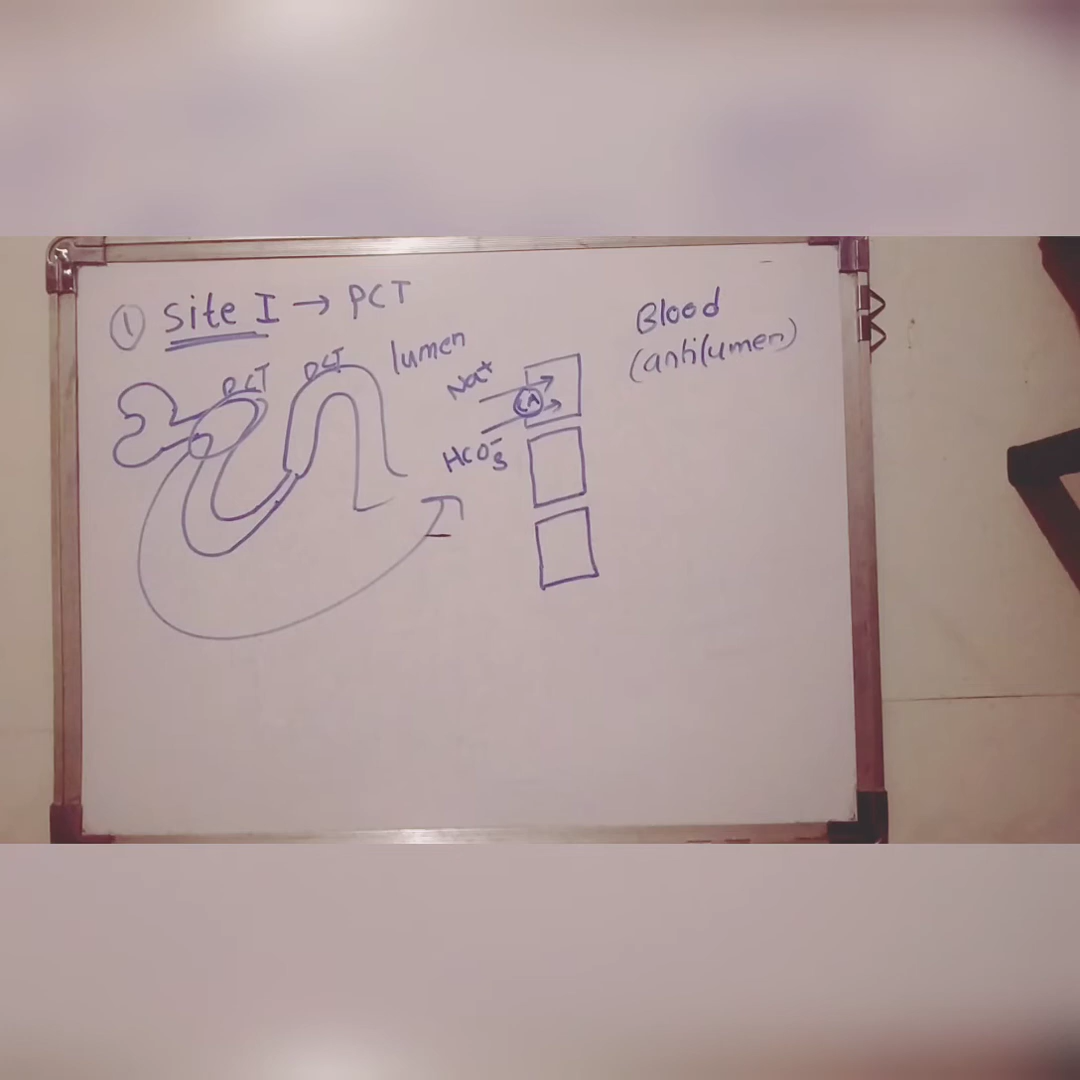 ① Site I → PCT
PCT
DCT
lumen
Blood
(antilumen)
Na⁺
CA
HCO₃⁻